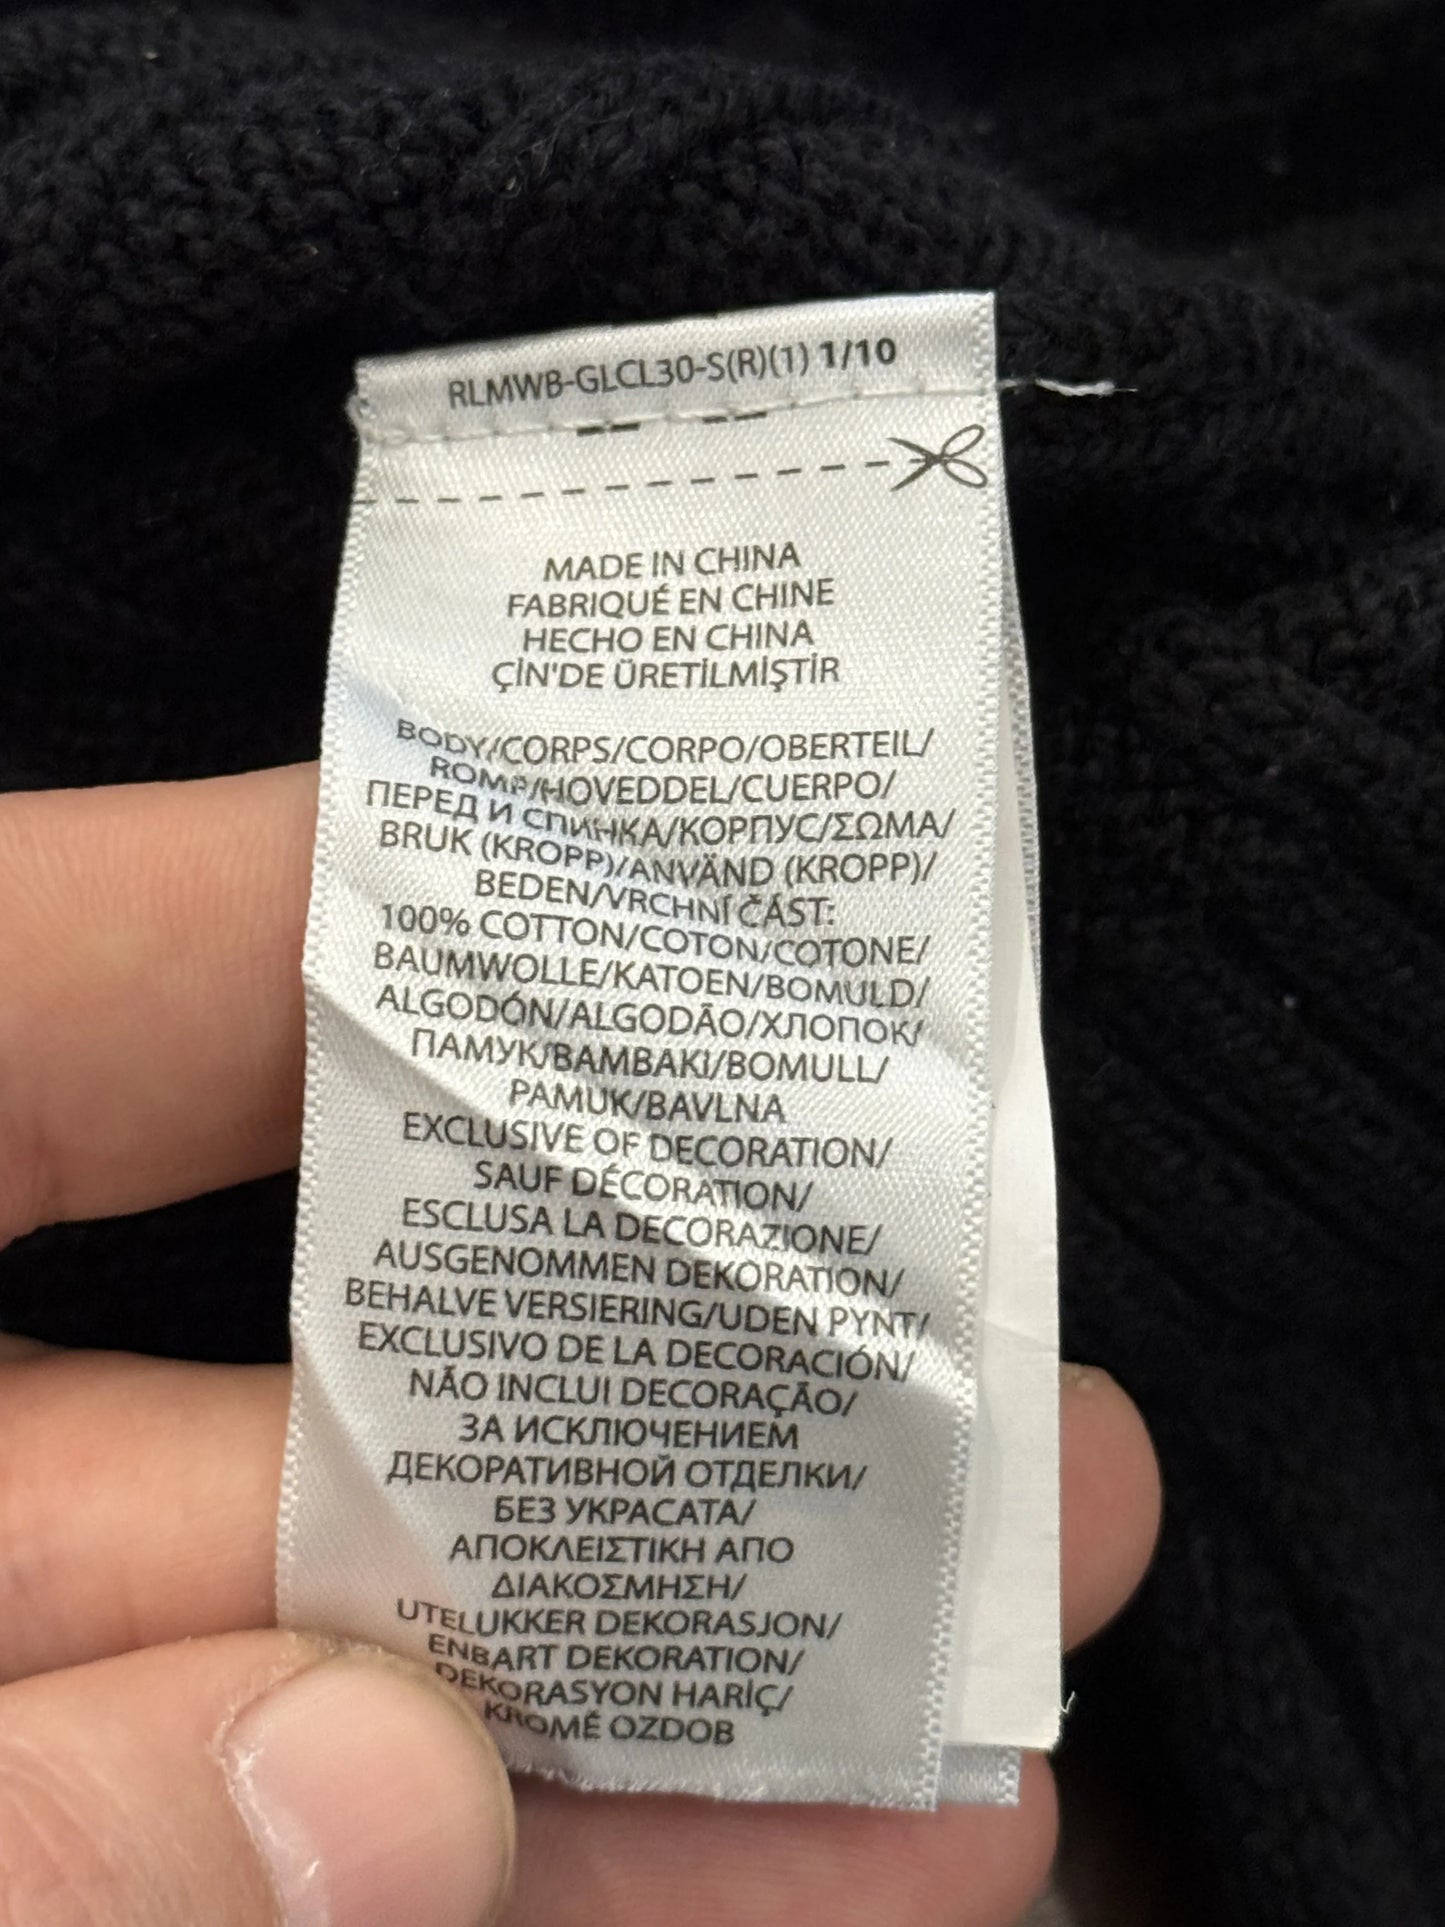 RLMWB-GLCL30-S(R)(1) 1/10
MADE IN CHINA
FABRIQUÉ EN CHINE
HECHO EN CHINA
ÇİN'DE ÜRETİLMİŞTİR
BODY/CORPS/CORPO/OBERTEIL/
ROMP/HOVEDDEL/CUERPO/
ПЕРЕД И СПИНКА/КОРПУС/ΣΩΜΑ/
BRUK (KROPP)/ANVÄND (KROPP)/
BEDEN/VRCHNÍ ČÁST:
100% COTTON/COTON/COTONE/
BAUMWOLLE/KATOEN/BOMULD/
ALGODÓN/ALGODÃO/ХЛОПОК/
ПАМУК/ΒΑΜΒΑΚΙ/BOMULL/
PAMUK/BAVLNA
EXCLUSIVE OF DECORATION/
SAUF DÉCORATION/
ESCLUSA LA DECORAZIONE/
AUSGENOMMEN DEKORATION/
BEHALVE VERSIERING/UDEN PYNT/
EXCLUSIVO DE LA DECORACIÓN/
NÃO INCLUI DECORAÇÃO/
ЗА ИСКЛЮЧЕНИЕМ
ДЕКОРАТИВНОЙ ОТДЕЛКИ/
БЕЗ УКРАСАТА/
ΑΠΟΚΛΕΙΣΤΙΚΗ ΑΠΟ
ΔΙΑΚΟΣΜΗΣΗ/
UTELUKKER DEKORASJON/
ENBART DEKORATION/
DEKORASYON HARİÇ/
KROMĚ OZDOB